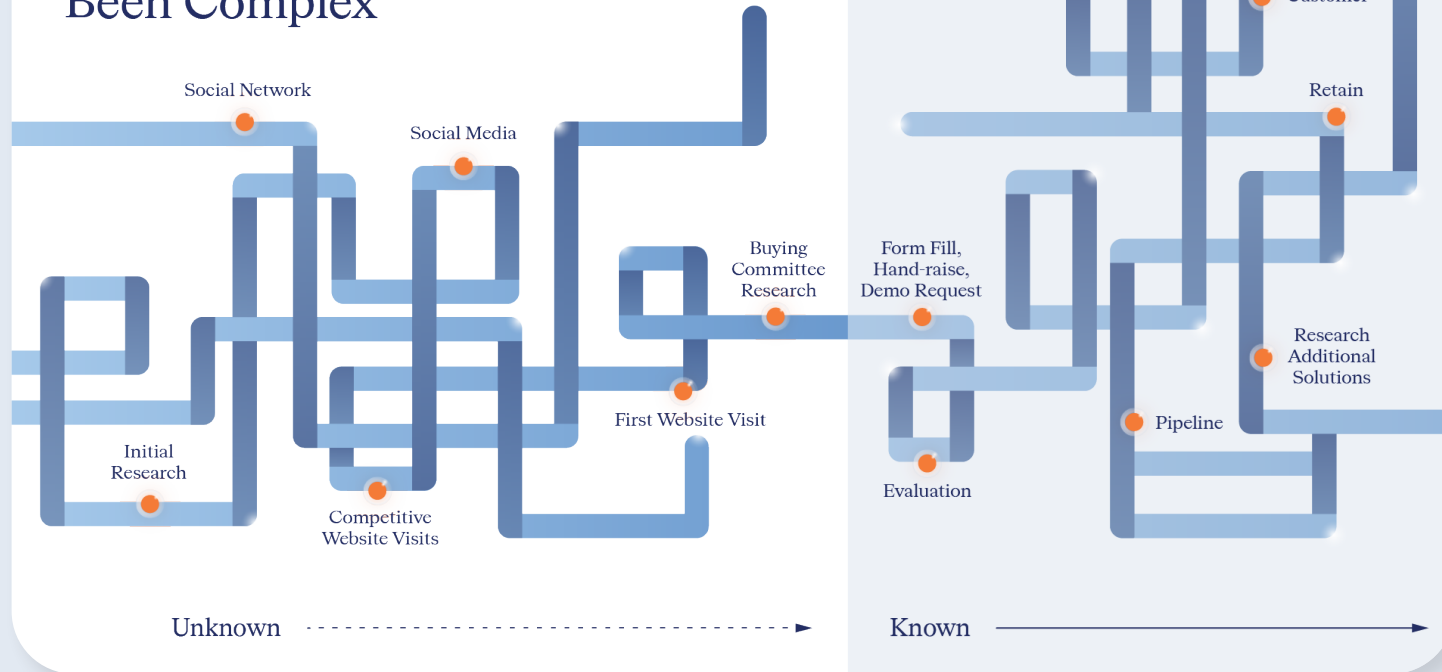 Been Complex
Customer
Social Network
Retain
Social Media
Buying
Committee
Research
Form Fill,
Hand-raise,
Demo Request
Research
Additional
Solutions
First Website Visit
Pipeline
Initial
Research
Evaluation
Competitive
Website Visits
Unknown
Known